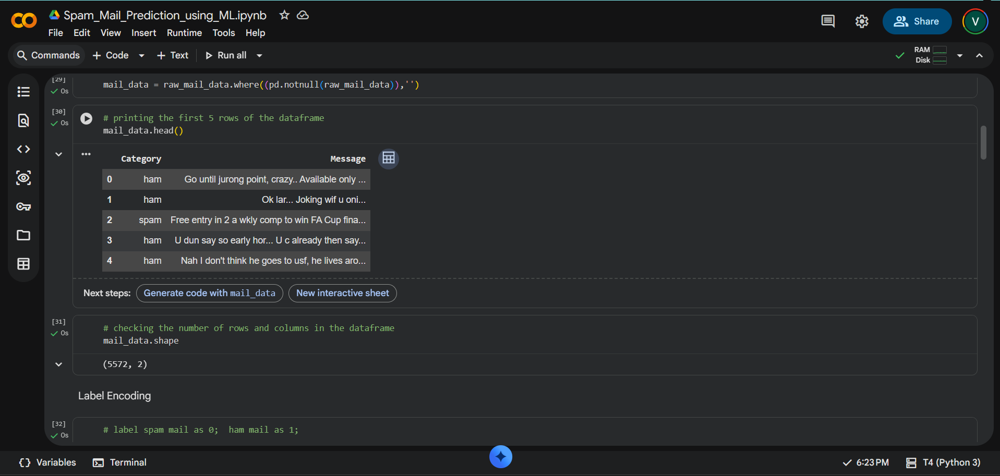 Spam_Mail_Prediction_using_ML.ipynb
File Edit View Insert Runtime Tools Help
Share
V
Commands + Code + Text Run all
RAM
Disk
[29]
0s
mail_data = raw_mail_data.where((pd.notnull(raw_mail_data)),'')
[30]
0s
# printing the first 5 rows of the dataframe
mail_data.head()
Category Message
0 ham Go until jurong point, crazy.. Available only ...
1 ham Ok lar... Joking wif u oni...
2 spam Free entry in 2 a wkly comp to win FA Cup fina...
3 ham U dun say so early hor... U c already then say...
4 ham Nah I don't think he goes to usf, he lives aro...
Next steps: Generate code with mail_data New interactive sheet
[31]
0s
# checking the number of rows and columns in the dataframe
mail_data.shape
(5572, 2)
Label Encoding
[32]
0s
# label spam mail as 0;  ham mail as 1;
Variables Terminal
6:23 PM T4 (Python 3)